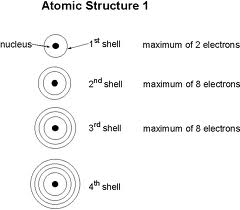 Atomic Structure 1
nucleus 1st shell maximum of 2 electrons
2nd shell maximum of 8 electrons
3rd shell maximum of 8 electrons
4th shell